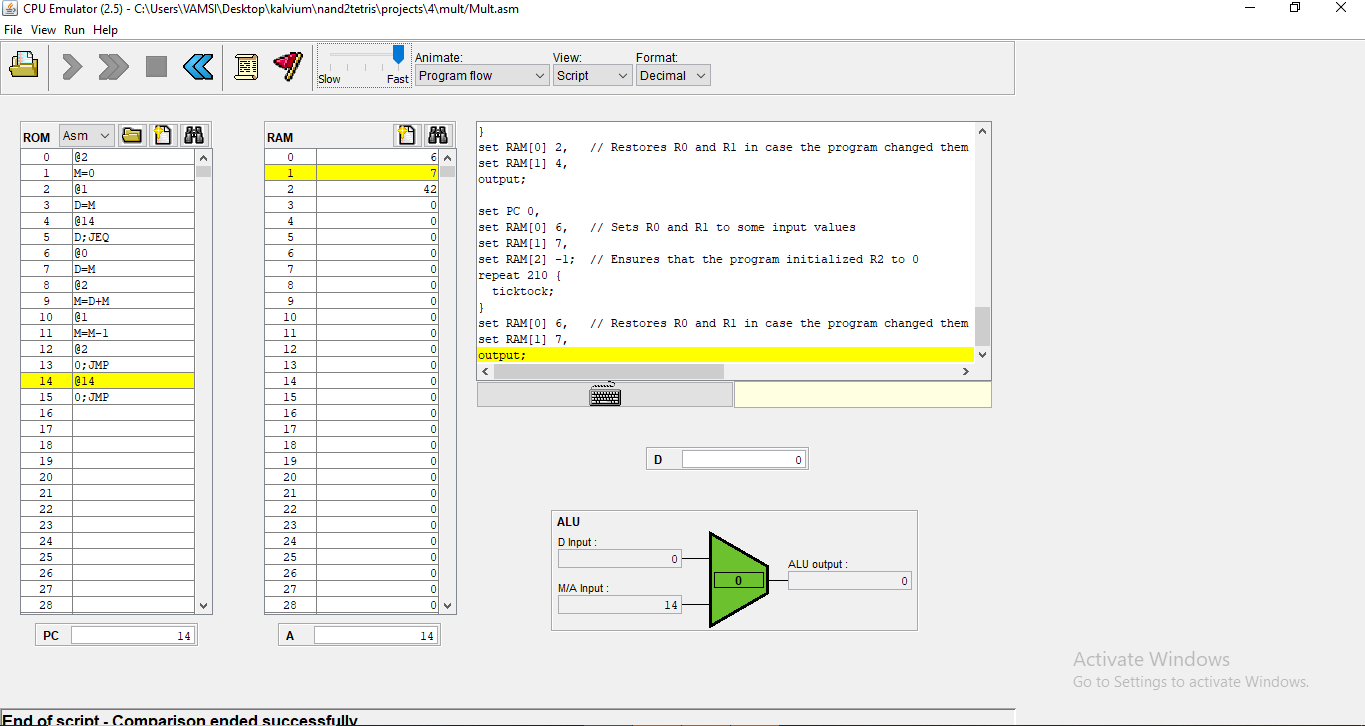 CPU Emulator (2.5) - C:\Users\VAMSI\Desktop\kalvium\nand2tetris\projects\4\mult/Mult.asm
File View Run Help
Slow Fast
Animate: View: Format:
Program flow Script Decimal
ROM Asm
0 @2
1 M=0
2 @1
3 D=M
4 @14
5 D;JEQ
6 @0
7 D=M
8 @2
9 M=D+M
10 @1
11 M=M-1
12 @2
13 0;JMP
14 @14
15 0;JMP
16
17
18
19
20
21
22
23
24
25
26
27
28
PC 14
RAM
0 6
1 7
2 42
3 0
4 0
5 0
6 0
7 0
8 0
9 0
10 0
11 0
12 0
13 0
14 0
15 0
16 0
17 0
18 0
19 0
20 0
21 0
22 0
23 0
24 0
25 0
26 0
27 0
28 0
A 14
}
set RAM[0] 2, // Restores R0 and R1 in case the program changed them
set RAM[1] 4,
output;
set PC 0,
set RAM[0] 6, // Sets R0 and R1 to some input values
set RAM[1] 7,
set RAM[2] -1; // Ensures that the program initialized R2 to 0
repeat 210 {
ticktock;
}
set RAM[0] 6, // Restores R0 and R1 in case the program changed them
set RAM[1] 7,
output;
D 0
ALU
D Input :
0
M/A Input :
14
0
ALU output :
0
Activate Windows
Go to Settings to activate Windows.
End of script - Comparison ended successfully